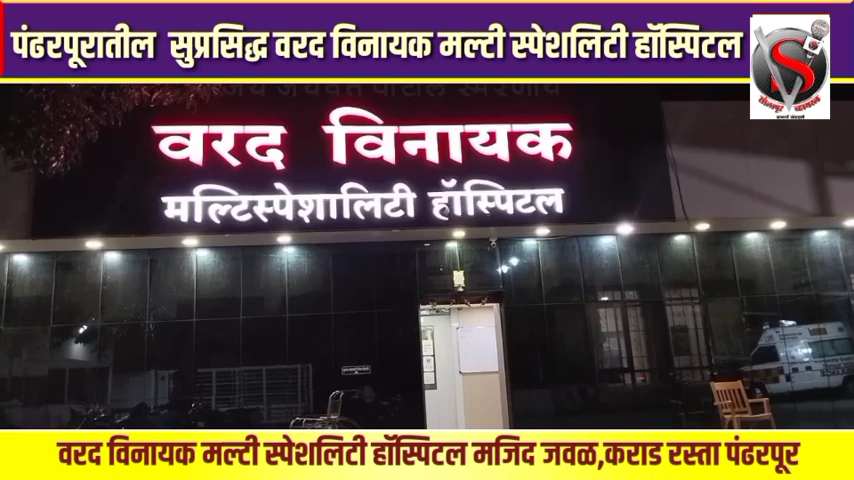 पंढरपूरातील सुप्रसिद्ध वरद विनायक मल्टी स्पेशलिटी हॉस्पिटल
वरद विनायक
मल्टिस्पेशालिटी हॉस्पिटल
वरद विनायक मल्टी स्पेशलिटी हॉस्पिटल मजिद जवळ,कराड रस्ता पंढरपूर